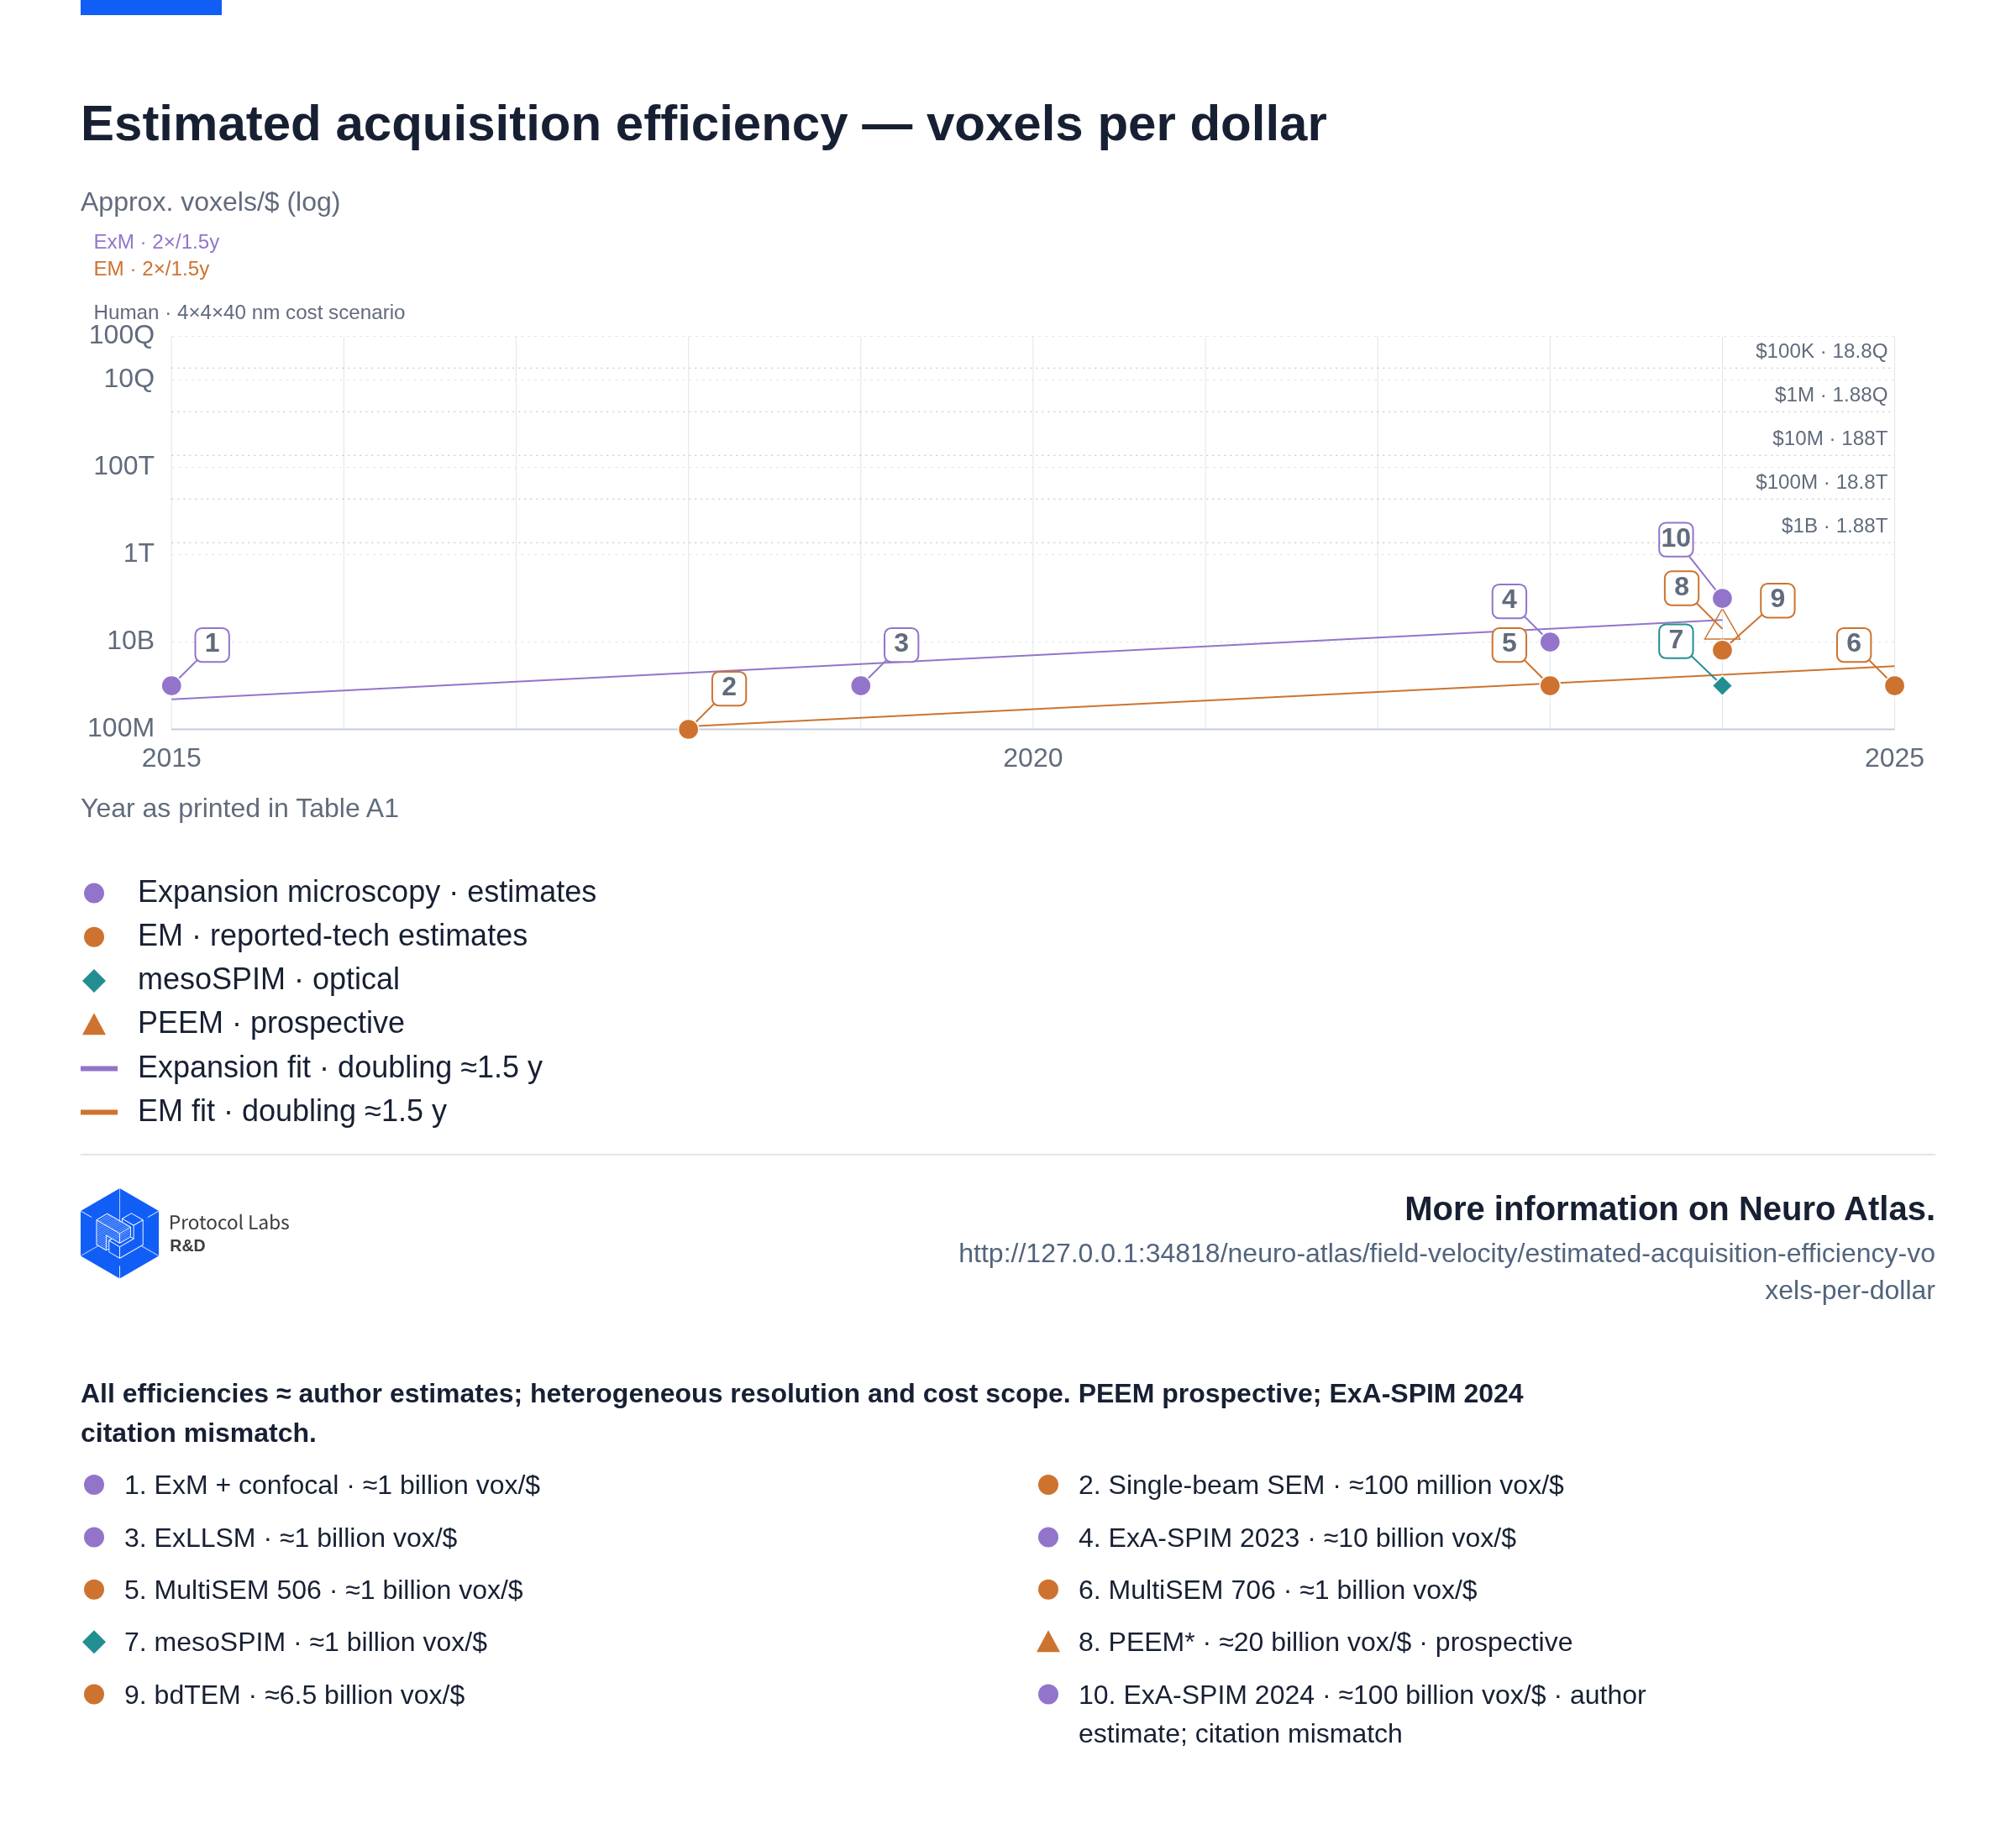 Estimated acquisition efficiency — voxels per dollar
Approx. voxels/$ (log)
ExM · 2×/1.5y
EM · 2×/1.5y
Human · 4×4×40 nm cost scenario
100Q
$100K · 18.8Q
10Q
$1M · 1.88Q
$10M · 188T
100T
$100M · 18.8T
$1B · 1.88T
10
1T
8
9
4
10B
1
3
5
7
6
2
100M
2015
2020
2025
Year as printed in Table A1
Expansion microscopy · estimates
EM · reported-tech estimates
mesoSPIM · optical
PEEM · prospective
Expansion fit · doubling ≈1.5 y
EM fit · doubling ≈1.5 y
Protocol Labs
R&D
More information on Neuro Atlas.
http://127.0.0.1:34818/neuro-atlas/field-velocity/estimated-acquisition-efficiency-vo
xels-per-dollar
All efficiencies ≈ author estimates; heterogeneous resolution and cost scope. PEEM prospective; ExA-SPIM 2024
citation mismatch.
1. ExM + confocal · ≈1 billion vox/$
2. Single-beam SEM · ≈100 million vox/$
3. ExLLSM · ≈1 billion vox/$
4. ExA-SPIM 2023 · ≈10 billion vox/$
5. MultiSEM 506 · ≈1 billion vox/$
6. MultiSEM 706 · ≈1 billion vox/$
7. mesoSPIM · ≈1 billion vox/$
8. PEEM* · ≈20 billion vox/$ · prospective
9. bdTEM · ≈6.5 billion vox/$
10. ExA-SPIM 2024 · ≈100 billion vox/$ · author
estimate; citation mismatch